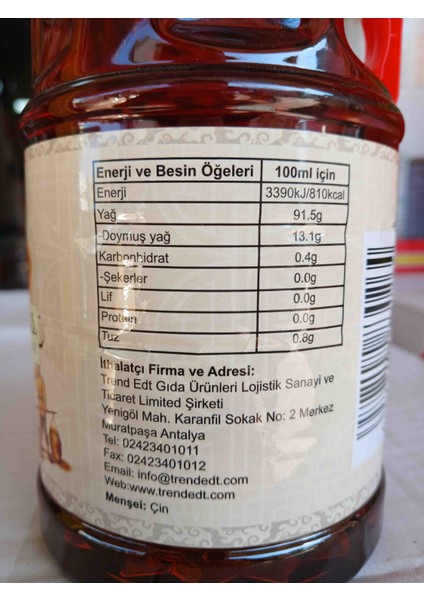 Enerji ve Besin Öğeleri 100ml için
Enerji 3390kJ/810kcal
Yağ 91.5g
-Doymuş yağ 13.1g
Karbonhidrat 0.4g
-Şekerler 0.0g
Lif 0.0g
Protein 0.0g
Tuz 0.8g
İthalatçı Firma ve Adresi:
Trend Edt Gıda Ürünleri Lojistik Sanayi ve
Ticaret Limited Şirketi
Yenigöl Mah. Karanfil Sokak No: 2 Merkez
Muratpaşa Antalya
Tel: 02423401011
Fax: 02423401012
Email: info@trendedt.com
Web:www.trendedt.com
Menşei: Çin